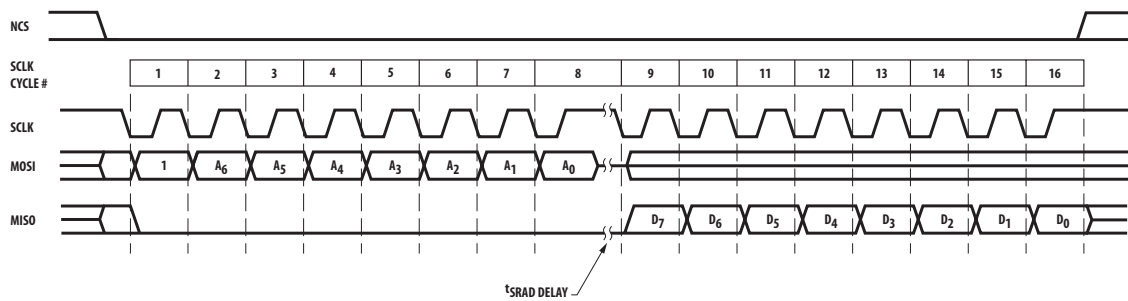 NCS
SCLK
CYCLE #
1 2 3 4 5 6 7 8 9 10 11 12 13 14 15 16
SCLK
MOSI
1 A6 A5 A4 A3 A2 A1 A0
MISO
D7 D6 D5 D4 D3 D2 D1 D0
tSRAD DELAY